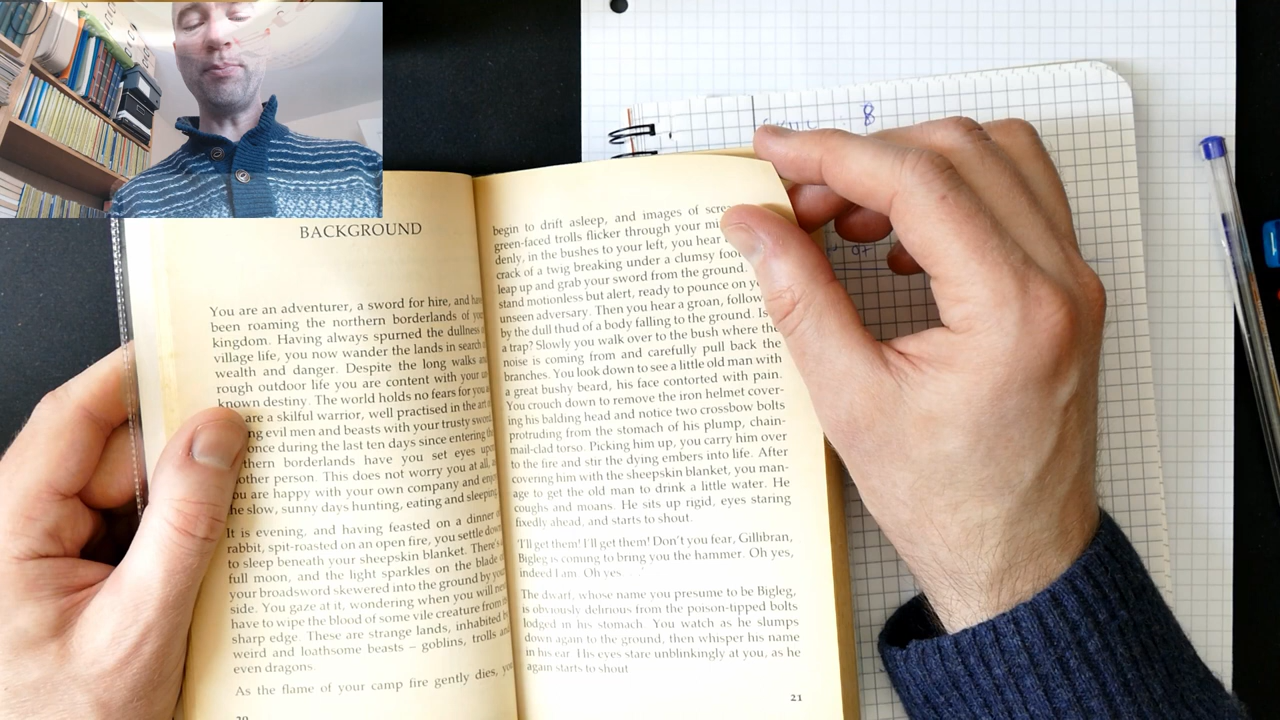 BACKGROUND
You are an adventurer, a sword for hire, and have
been roaming the northern borderlands of your
kingdom. Having always spurned the dullness
village life, you now wander the lands in search
wealth and danger. Despite the long walks
rough outdoor life you are content with your
known destiny. The world holds no fears for you
are a skilful warrior, well practised in the art
evil men and beasts with your trusty sword
once during the last ten days since entering
borderlands have you set eyes
other person. This does not worry you at all,
are happy with your own company and enjoy
slow, sunny days hunting, eating and sleeping.
It is evening, and having feasted on a dinner
rabbit, spit-roasted on an open fire, you settle down
to sleep beneath your sheepskin blanket. There's
full moon, and the light sparkles on the blade
your broadsword skewered into the ground by your
side. You gaze at it, wondering when you will
have to wipe the blood of some vile creature from
sharp edge. These are strange lands, inhabited
weird and loathsome beasts – goblins, trolls and
even dragons.
As the flame of your camp fire gently dies, you
20
begin to drift asleep, and images of
green-faced trolls flicker through your
denly, in the bushes to your left, you hear
crack of a twig breaking under a clumsy
leap up and grab your sword from the ground.
stand motionless but alert, ready to pounce on
unseen adversary. Then you hear a groan,
by the dull thud of a body falling to the ground. Is
a trap? Slowly you walk over to the bush where the
noise is coming from and carefully pull back the
branches. You look down to see a little old man with
a great bushy beard, his face contorted with pain.
You crouch down to remove the iron helmet cover-
ing his balding head and notice two crossbow bolts
protruding from the stomach of his plump, chain-
mail-clad torso. Picking him up, you carry him over
to the fire and stir the dying embers into life. After
covering him with the sheepskin blanket, you man-
age to get the old man to drink a little water. He
coughs and moans. He sits up rigid, eyes staring
fixedly ahead, and starts to shout.
'I'll get them! I'll get them! Don't you fear, Gillibran,
Bigleg is coming to bring you the hammer. Oh yes,
indeed I am. Oh yes . . .'
The dwarf, whose name you presume to be Bigleg,
is obviously delirious from the poison-tipped bolts
lodged in his stomach. You watch as he slumps
down again to the ground, then whisper his name
in his ear. His eyes stare unblinkingly at you, as he
again starts to shout
21
8